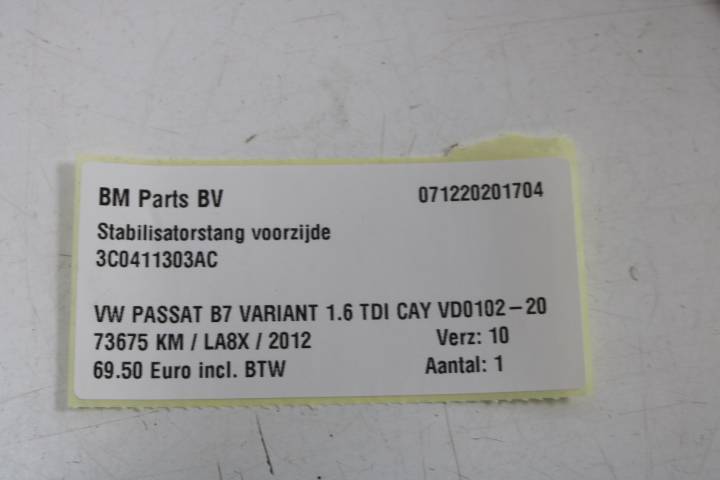 BM Parts BV 071220201704
Stabilisatorstang voorzijde
3C0411303AC
VW PASSAT B7 VARIANT 1.6 TDI CAY VD0102-20
73675 KM / LA8X / 2012 Verz: 10
69.50 Euro incl. BTW Aantal: 1